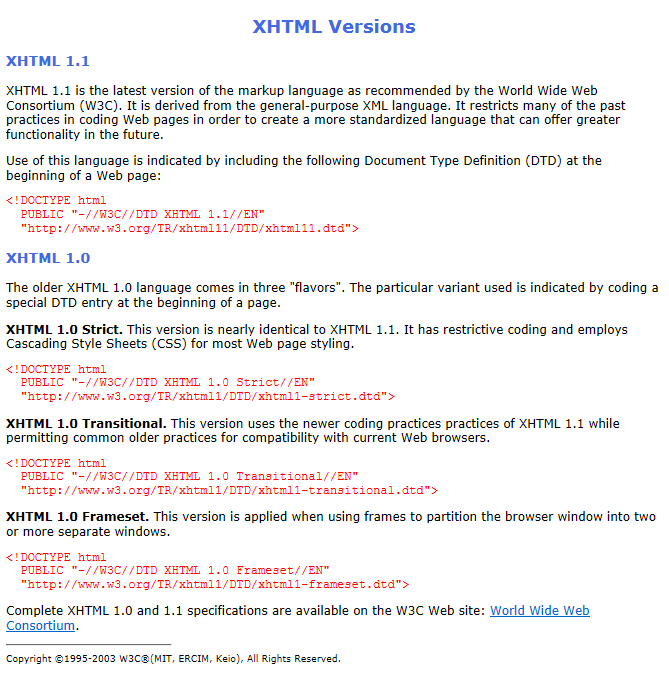 XHTML Versions
XHTML 1.1
XHTML 1.1 is the latest version of the markup language as recommended by the World Wide Web
Consortium (W3C). It is derived from the general-purpose XML language. It restricts many of the past
practices in coding Web pages in order to create a more standardized language that can offer greater
functionality in the future.
Use of this language is indicated by including the following Document Type Definition (DTD) at the
beginning of a Web page:
<!DOCTYPE html
PUBLIC "-//W3C//DTD XHTML 1.1//EN"
"http://www.w3.org/TR/xhtml11/DTD/xhtml11.dtd">
XHTML 1.0
The older XHTML 1.0 language comes in three "flavors". The particular variant used is indicated by coding a
special DTD entry at the beginning of a page.
XHTML 1.0 Strict. This version is nearly identical to XHTML 1.1. It has restrictive coding and employs
Cascading Style Sheets (CSS) for most Web page styling.
<!DOCTYPE html
PUBLIC "-//W3C//DTD XHTML 1.0 Strict//EN"
"http://www.w3.org/TR/xhtml1/DTD/xhtml1-strict.dtd">
XHTML 1.0 Transitional. This version uses the newer coding practices practices of XHTML 1.1 while
permitting common older practices for compatibility with current Web browsers.
<!DOCTYPE html
PUBLIC "-//W3C//DTD XHTML 1.0 Transitional//EN"
"http://www.w3.org/TR/xhtml1/DTD/xhtml1-transitional.dtd">
XHTML 1.0 Frameset. This version is applied when using frames to partition the browser window into two
or more separate windows.
<!DOCTYPE html
PUBLIC "-//W3C//DTD XHTML 1.0 Frameset//EN"
"http://www.w3.org/TR/xhtml1/DTD/xhtml1-frameset.dtd">
Complete XHTML 1.0 and 1.1 specifications are available on the W3C Web site: World Wide Web
Consortium.
Copyright ©1995-2003 W3C®(MIT, ERCIM, Keio), All Rights Reserved.